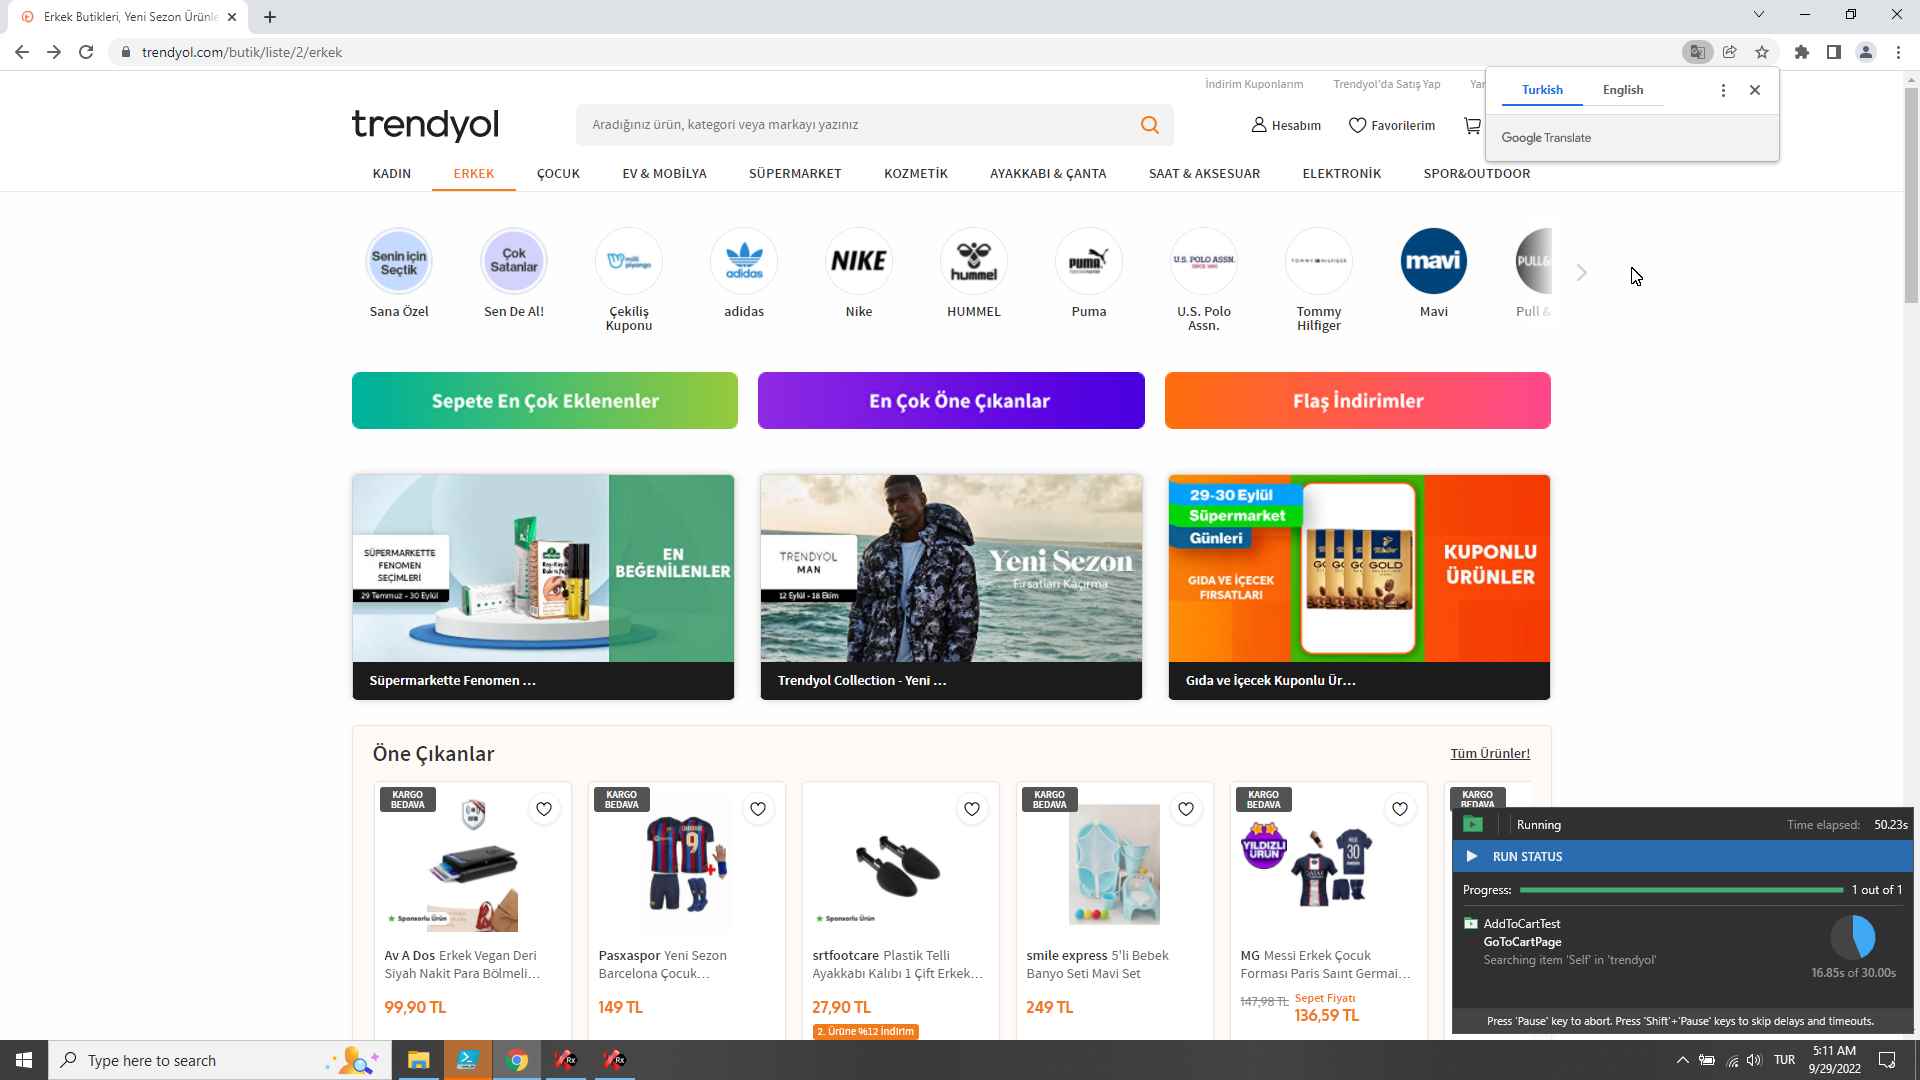 Erkek Butikleri, Yeni Sezon Ürünle
trendyol.com/butik/liste/2/erkek
İndirim Kuponlarım
Trendyol'da Satış Yap
Yar
Turkish
English
Google Translate
trendyol
Aradığınız ürün, kategori veya markayı yazınız
Hesabım
Favorilerim
KADIN
ERKEK
ÇOCUK
EV & MOBİLYA
SÜPERMARKET
KOZMETİK
AYAKKABI & ÇANTA
SAAT & AKSESUAR
ELEKTRONİK
SPOR&OUTDOOR
Senin için
Seçtik
Çok
Satanlar
milli
piyango
adidas
NIKE
hummel
PUMA
U.S. POLO ASSN.
SINCE 1890
TOMMY HILFIGER
mavi
PULL&
Sana Özel
Sen De Al!
Çekiliş
Kuponu
adidas
Nike
HUMMEL
Puma
U.S. Polo
Assn.
Tommy
Hilfiger
Mavi
Pull &
Sepete En Çok Eklenenler
En Çok Öne Çıkanlar
Flaş İndirimler
SÜPERMARKETTE
FENOMEN
SEÇİMLERİ
29 Temmuz - 30 Eylül
EN
BEĞENİLENLER
Süpermarkette Fenomen ...
TRENDYOL
MAN
12 Eylül - 18 Ekim
Yeni Sezon
Fırsatları Kaçırma
Trendyol Collection - Yeni ...
29-30 Eylül
Süpermarket
Günleri
GIDA VE İÇECEK
FIRSATLARI
GOLD
KUPONLU
ÜRÜNLER
Gıda ve İçecek Kuponlu Ür...
Öne Çıkanlar
Tüm Ürünler!
KARGO
BEDAVA
Sponsorlu Ürün
Av A Dos Erkek Vegan Deri
Siyah Nakit Para Bölmeli...
99,90 TL
KARGO
BEDAVA
9
Pasxaspor Yeni Sezon
Barcelona Çocuk...
149 TL
Sponsorlu Ürün
srtfootcare Plastik Telli
Ayakkabı Kalıbı 1 Çift Erkek...
27,90 TL
2. Ürüne %12 İndirim
KARGO
BEDAVA
smile express 5'li Bebek
Banyo Seti Mavi Set
249 TL
KARGO
BEDAVA
YILDIZLI
ÜRÜN
30
MG Messi Erkek Çocuk
Forması Paris Saınt Germai...
147,98 TL
Sepet Fiyatı
136,59 TL
KARGO
BEDAVA
Running
Time elapsed: 50.23s
RUN STATUS
Progress:
1 out of 1
AddToCartTest
GoToCartPage
Searching item 'Self' in 'trendyol'
16.85s of 30.00s
Press 'Pause' key to abort. Press 'Shift'+'Pause' keys to skip delays and timeouts.
Type here to search
Rx
Rx
TUR
5:11 AM
9/29/2022